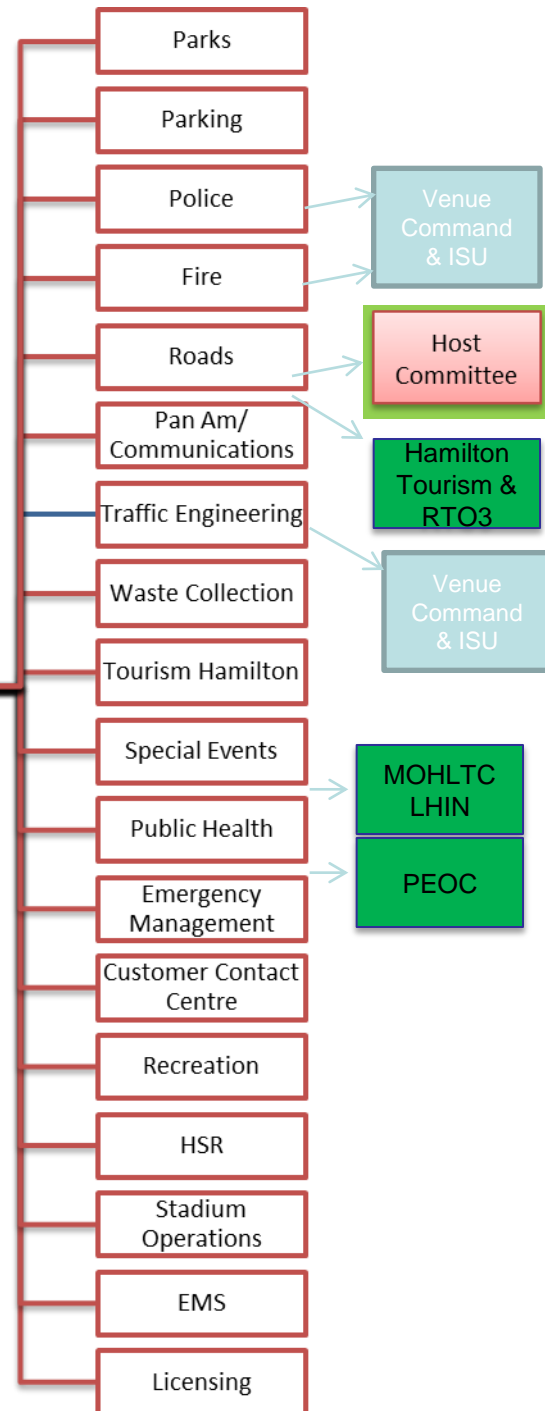 Parks
Parking
Police
Fire
Roads
Pan Am/
Communications
Traffic Engineering
Waste Collection
Tourism Hamilton
Special Events
Public Health
Emergency
Management
Customer Contact
Centre
Recreation
HSR
Stadium
Operations
EMS
Licensing
Venue
Command
& ISU
Host
Committee
Hamilton
Tourism &
RTO3
Venue
Command
& ISU
MOHLTC
LHIN
PEOC